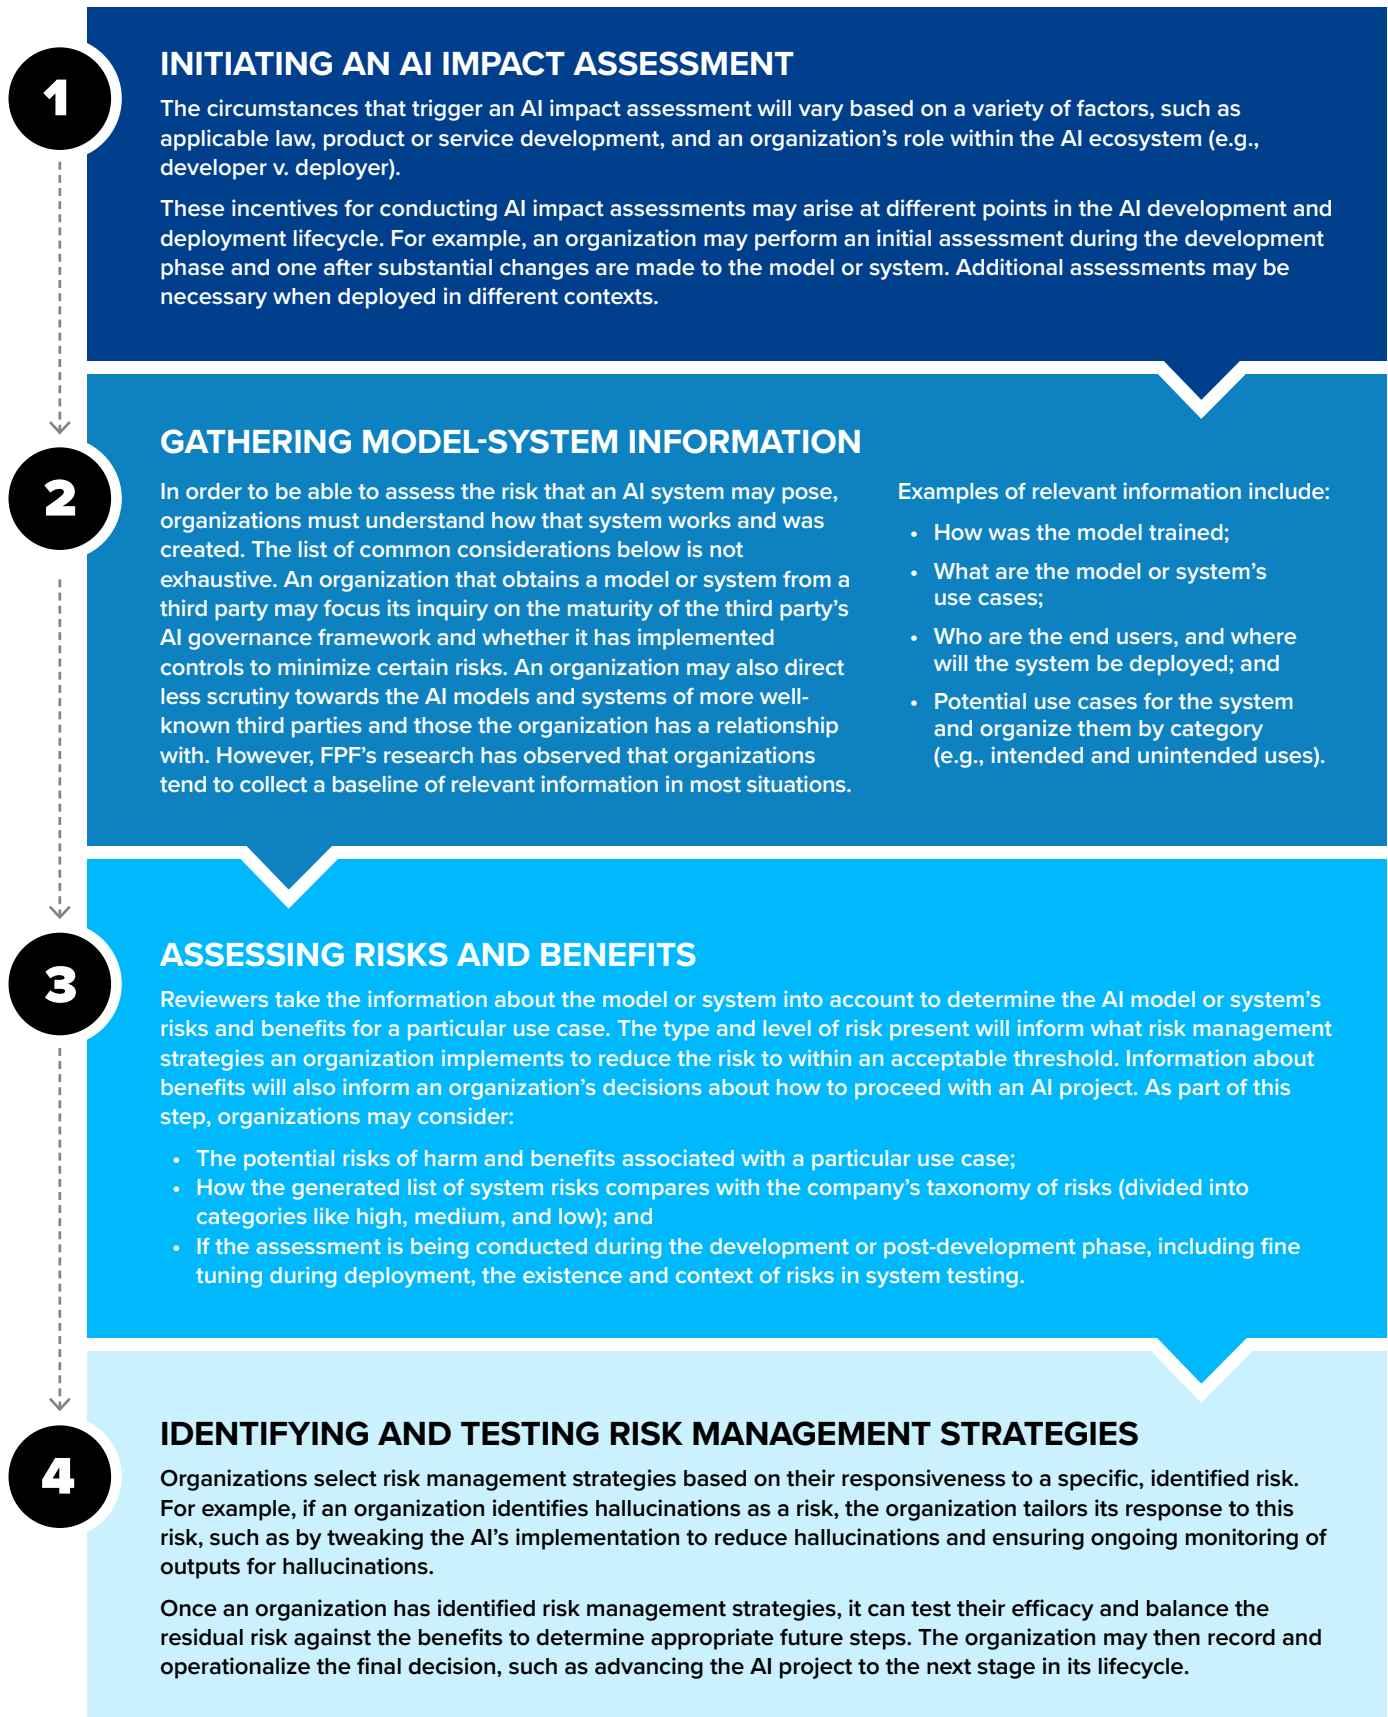 1
INITIATING AN AI IMPACT ASSESSMENT
The circumstances that trigger an AI impact assessment will vary based on a variety of factors, such as
applicable law, product or service development, and an organization’s role within the AI ecosystem (e.g.,
developer v. deployer).
These incentives for conducting AI impact assessments may arise at different points in the AI development and
deployment lifecycle. For example, an organization may perform an initial assessment during the development
phase and one after substantial changes are made to the model or system. Additional assessments may be
necessary when deployed in different contexts.
2
GATHERING MODEL-SYSTEM INFORMATION
In order to be able to assess the risk that an AI system may pose,
organizations must understand how that system works and was
created. The list of common considerations below is not
exhaustive. An organization that obtains a model or system from a
third party may focus its inquiry on the maturity of the third party’s
AI governance framework and whether it has implemented
controls to minimize certain risks. An organization may also direct
less scrutiny towards the AI models and systems of more well-
known third parties and those the organization has a relationship
with. However, FPF’s research has observed that organizations
tend to collect a baseline of relevant information in most situations.
Examples of relevant information include:
• How was the model trained;
• What are the model or system’s
use cases;
• Who are the end users, and where
will the system be deployed; and
• Potential use cases for the system
and organize them by category
(e.g., intended and unintended uses).
3
ASSESSING RISKS AND BENEFITS
Reviewers take the information about the model or system into account to determine the AI model or system’s
risks and benefits for a particular use case. The type and level of risk present will inform what risk management
strategies an organization implements to reduce the risk to within an acceptable threshold. Information about
benefits will also inform an organization’s decisions about how to proceed with an AI project. As part of this
step, organizations may consider:
• The potential risks of harm and benefits associated with a particular use case;
• How the generated list of system risks compares with the company’s taxonomy of risks (divided into
categories like high, medium, and low); and
• If the assessment is being conducted during the development or post-development phase, including fine
tuning during deployment, the existence and context of risks in system testing.
4
IDENTIFYING AND TESTING RISK MANAGEMENT STRATEGIES
Organizations select risk management strategies based on their responsiveness to a specific, identified risk.
For example, if an organization identifies hallucinations as a risk, the organization tailors its response to this
risk, such as by tweaking the AI’s implementation to reduce hallucinations and ensuring ongoing monitoring of
outputs for hallucinations.
Once an organization has identified risk management strategies, it can test their efficacy and balance the
residual risk against the benefits to determine appropriate future steps. The organization may then record and
operationalize the final decision, such as advancing the AI project to the next stage in its lifecycle.